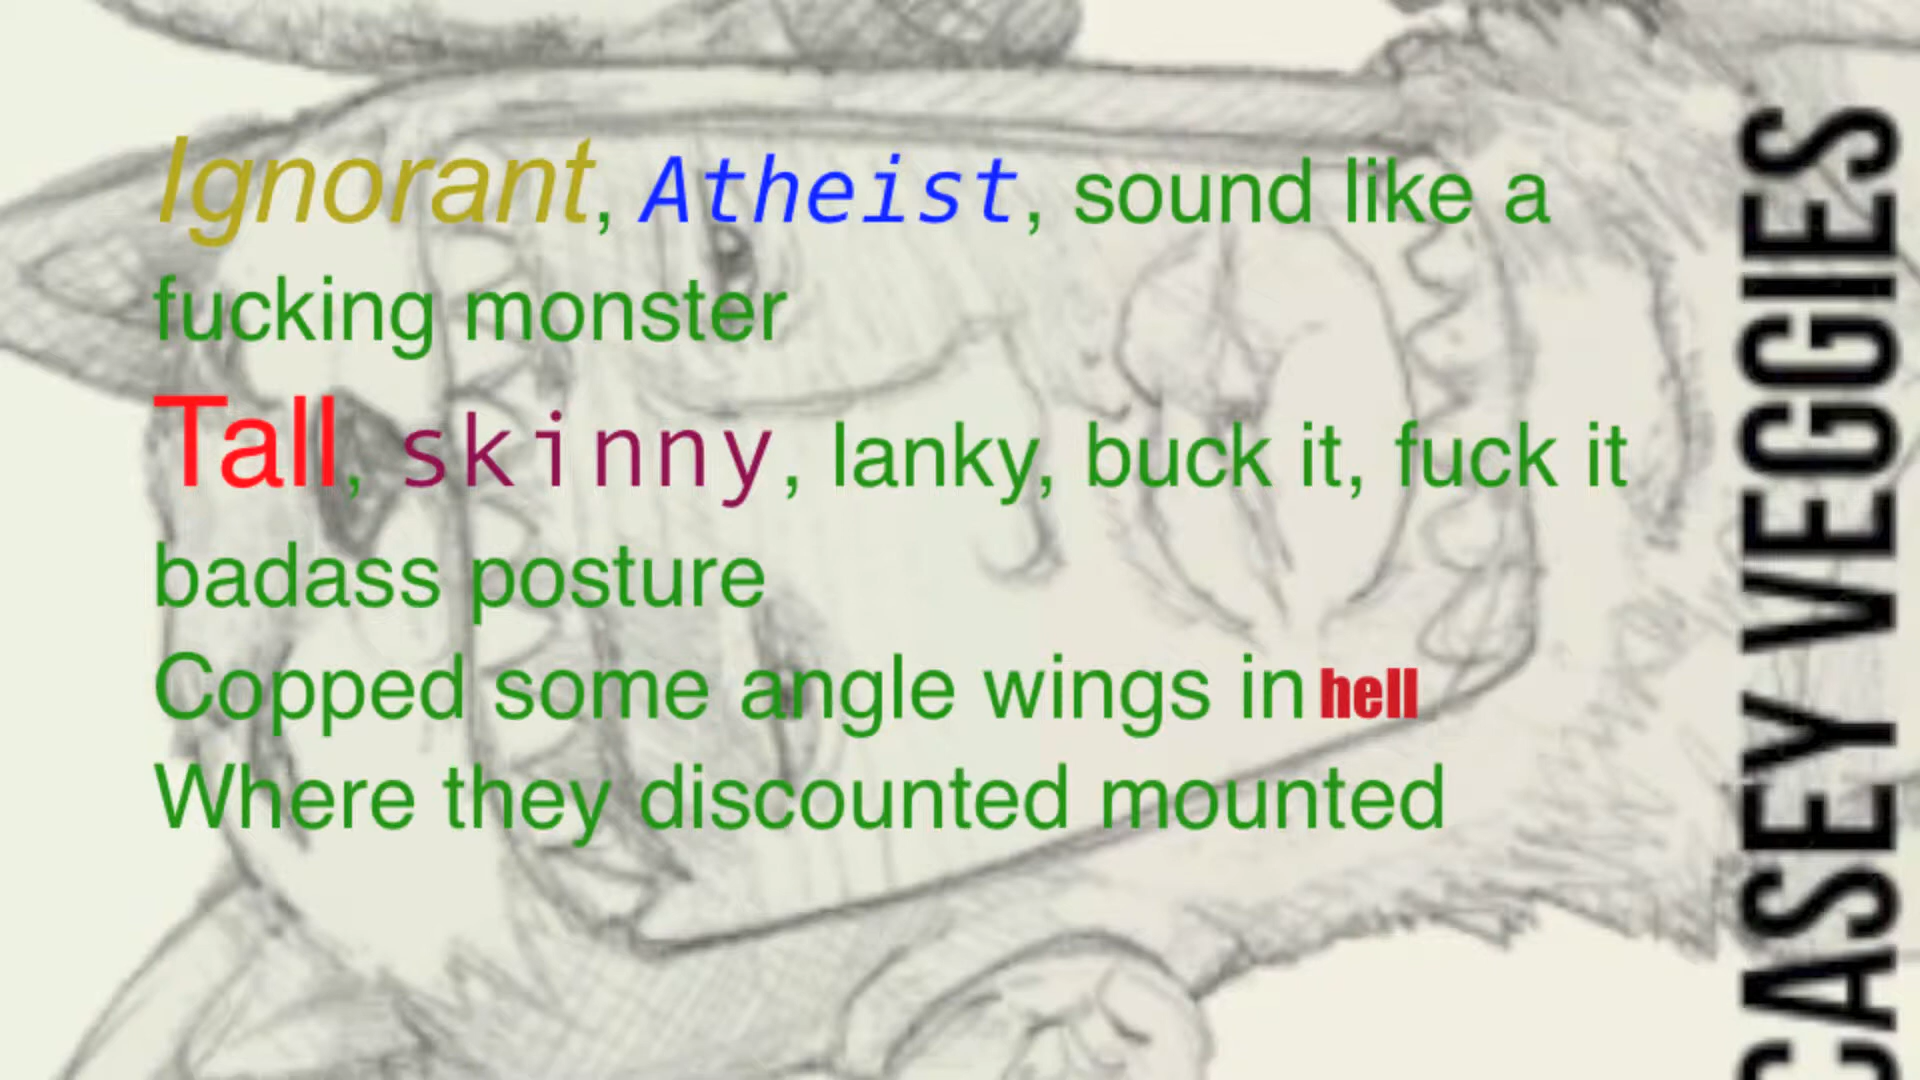 Ignorant, Atheist, sound like a
fucking monster
Tall, skinny, lanky, buck it, fuck it
badass posture
Copped some angle wings in hell
Where they discounted mounted
CASEY VEGGIES